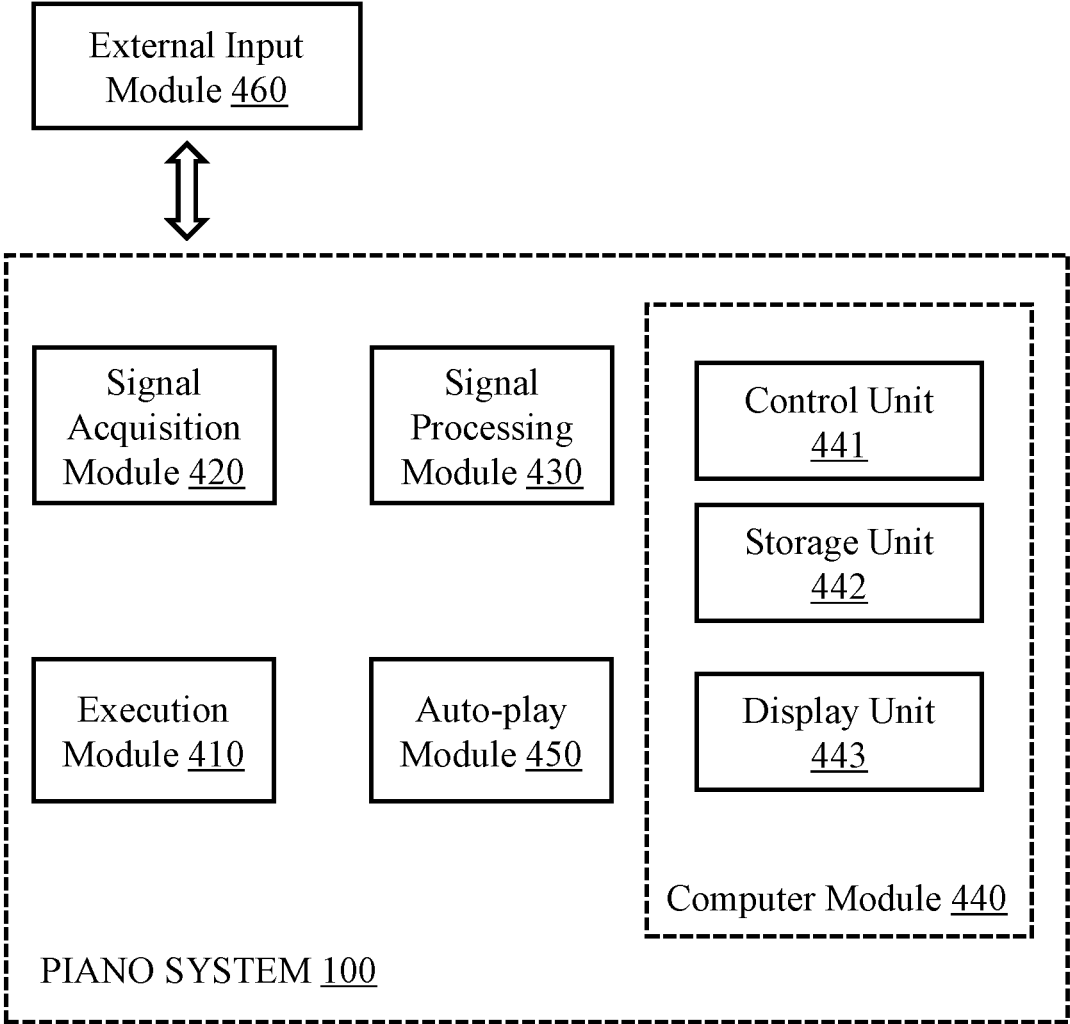 External Input
Module 460
Signal
Acquisition
Module 420
Signal
Processing
Module 430
Control Unit
441
Storage Unit
442
Execution
Module 410
Auto-play
Module 450
Display Unit
443
Computer Module 440
PIANO SYSTEM 100